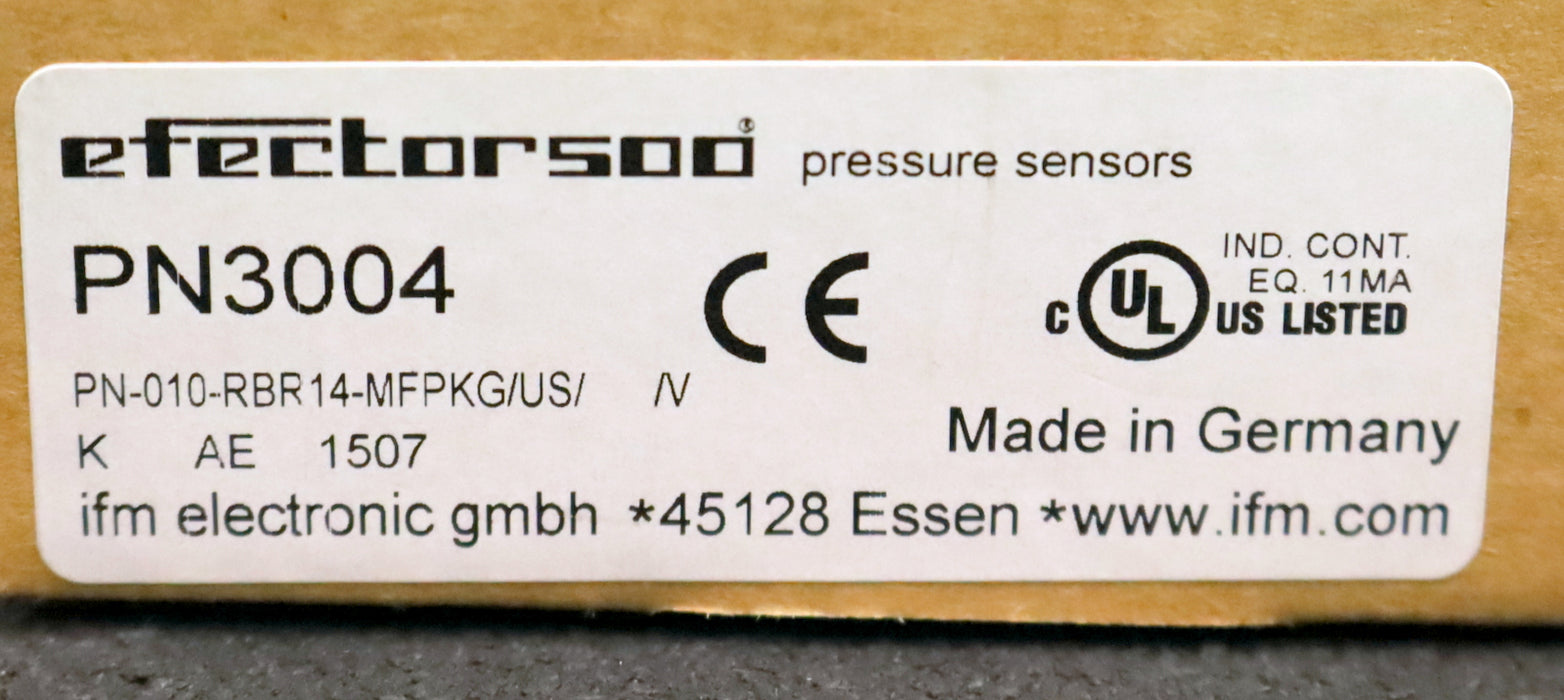 efector500® pressure sensors
PN3004
CE
IND. CONT.
EQ. 11MA
C UL US LISTED
PN-010-RBR14-MFPKG/US/ /V
K AE 1507
Made in Germany
ifm electronic gmbh *45128 Essen *www.ifm.com